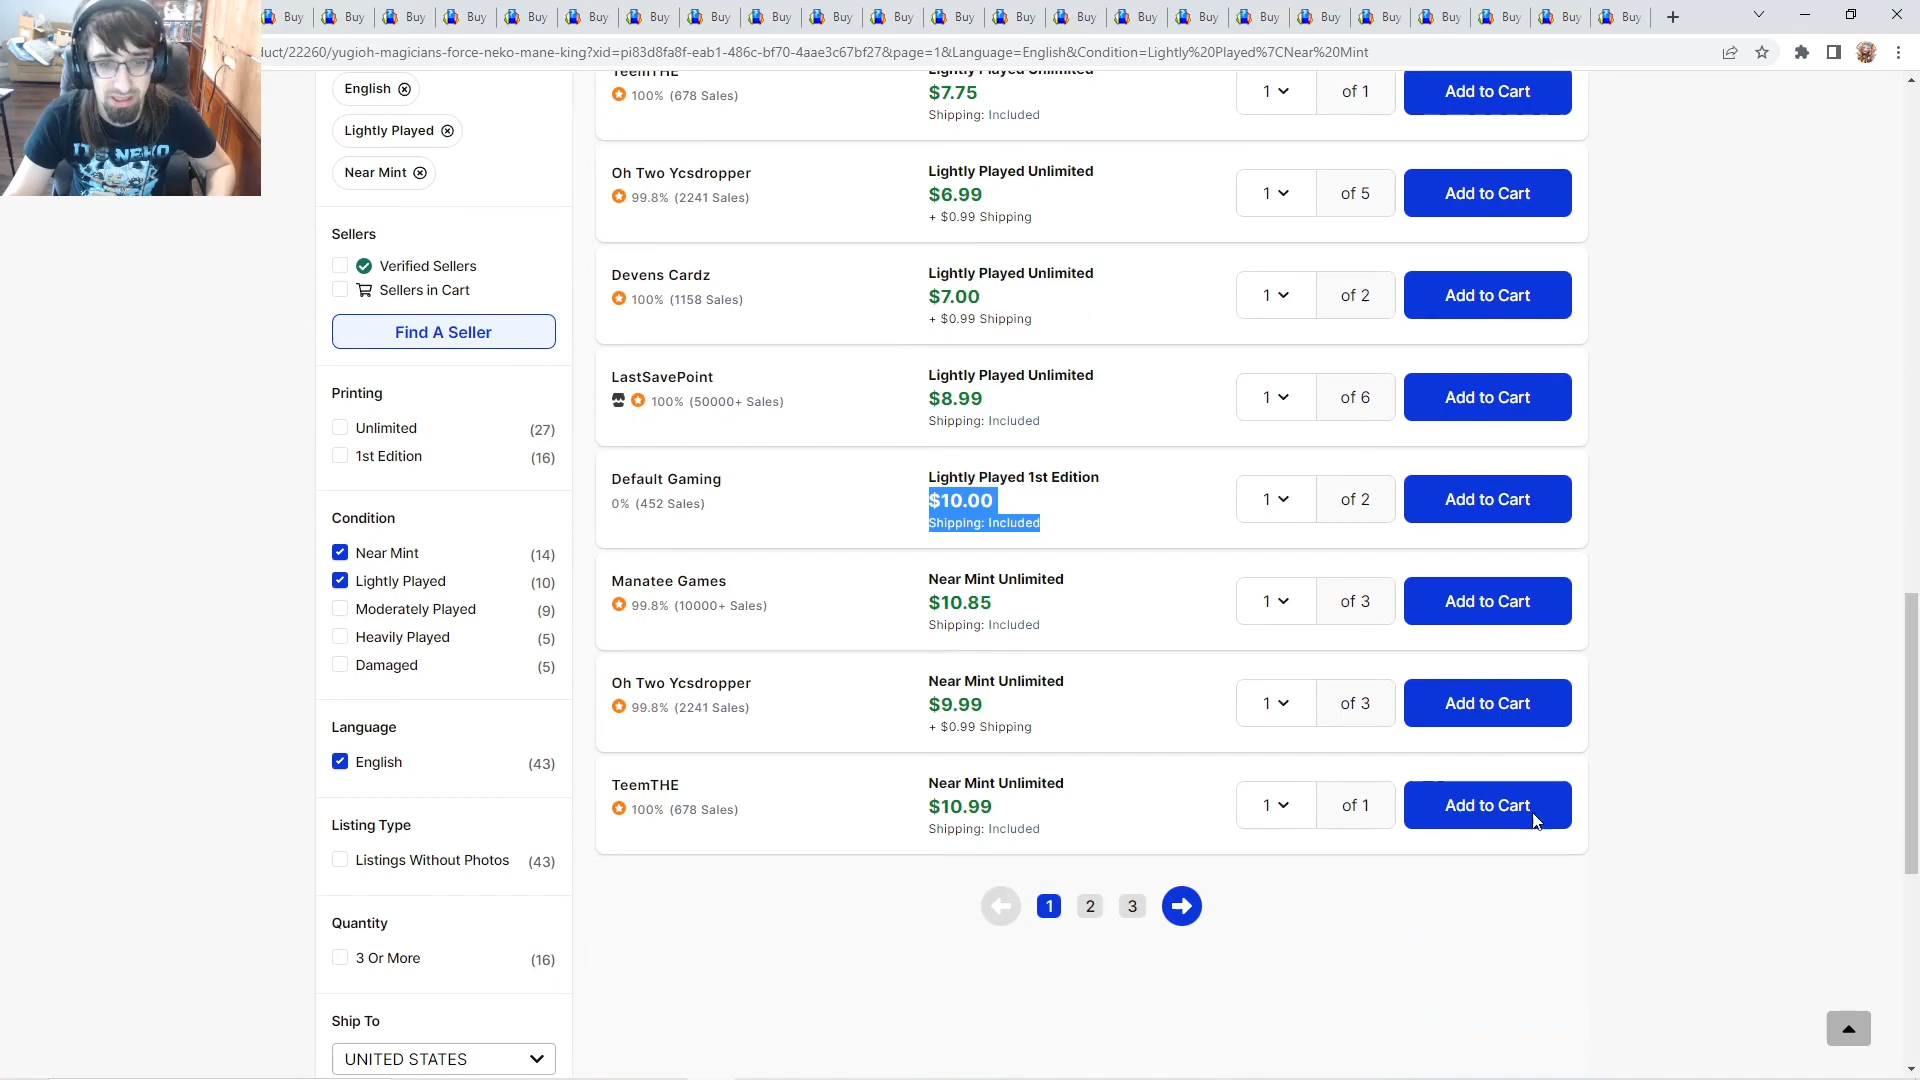 Buy Buy Buy Buy Buy Buy Buy Buy Buy Buy Buy Buy Buy Buy Buy Buy Buy Buy Buy Buy Buy Buy Buy
duct/22260/yugioh-magicians-force-neko-mane-king?xid=pi83d8fa8f-eab1-486c-bf70-4aae3c67bf27&page=1&Language=English&Condition=Lightly%20Played%7CNear%20Mint
IT'S NEKO
English
Lightly Played
Near Mint
Sellers
Verified Sellers
Sellers in Cart
Find A Seller
Printing
Unlimited (27)
1st Edition (16)
Condition
Near Mint (14)
Lightly Played (10)
Moderately Played (9)
Heavily Played (5)
Damaged (5)
Language
English (43)
Listing Type
Listings Without Photos (43)
Quantity
3 Or More (16)
Ship To
UNITED STATES
TeemTHE
100% (678 Sales)
Lightly Played Unlimited
$7.75
Shipping: Included
1 of 1 Add to Cart
Oh Two Ycsdropper
99.8% (2241 Sales)
Lightly Played Unlimited
$6.99
+ $0.99 Shipping
1 of 5 Add to Cart
Devens Cardz
100% (1158 Sales)
Lightly Played Unlimited
$7.00
+ $0.99 Shipping
1 of 2 Add to Cart
LastSavePoint
100% (50000+ Sales)
Lightly Played Unlimited
$8.99
Shipping: Included
1 of 6 Add to Cart
Default Gaming
0% (452 Sales)
Lightly Played 1st Edition
$10.00
Shipping: Included
1 of 2 Add to Cart
Manatee Games
99.8% (10000+ Sales)
Near Mint Unlimited
$10.85
Shipping: Included
1 of 3 Add to Cart
Oh Two Ycsdropper
99.8% (2241 Sales)
Near Mint Unlimited
$9.99
+ $0.99 Shipping
1 of 3 Add to Cart
TeemTHE
100% (678 Sales)
Near Mint Unlimited
$10.99
Shipping: Included
1 of 1 Add to Cart
1 2 3